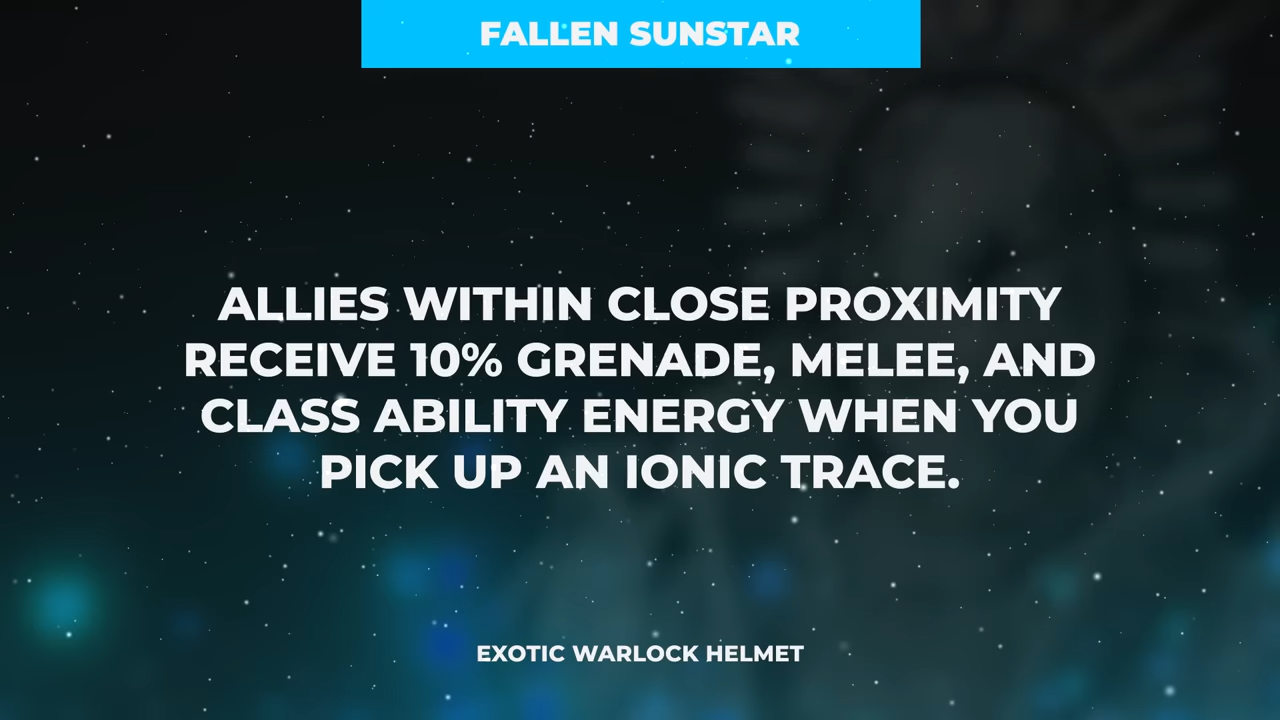 FALLEN SUNSTAR
ALLIES WITHIN CLOSE PROXIMITY
RECEIVE 10% GRENADE, MELEE, AND
CLASS ABILITY ENERGY WHEN YOU
PICK UP AN IONIC TRACE.
EXOTIC WARLOCK HELMET